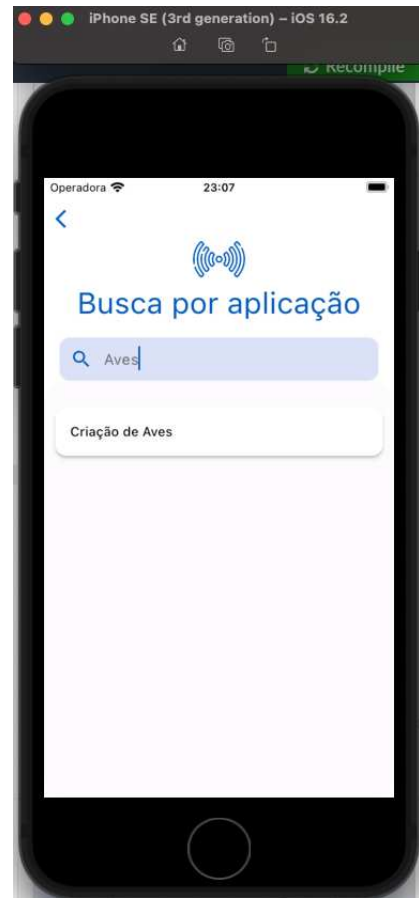 iPhone SE (3rd generation) – iOS 16.2
Recompile
Operadora
23:07
Busca por aplicação
Aves
Criação de Aves